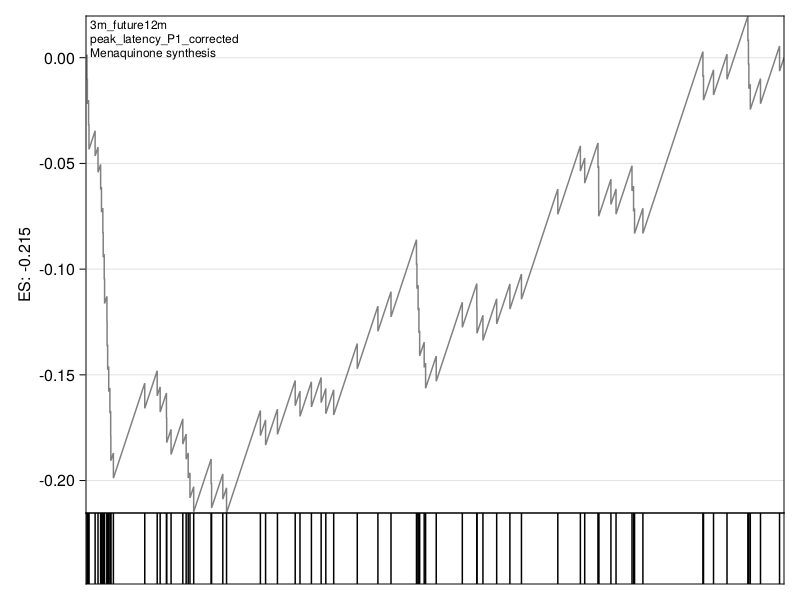 3m_future12m
peak_latency_P1_corrected
Menaquinone synthesis
0.00
-0.05
-0.10
-0.15
-0.20
ES: -0.215